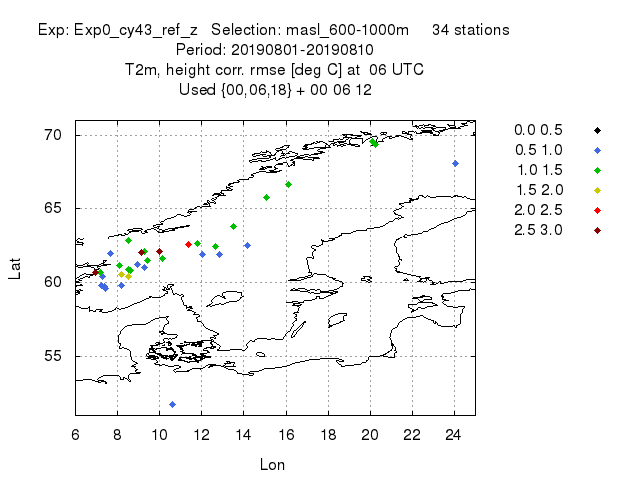 Exp: Exp0_cy43_ref_z   Selection: masl_600-1000m     34 stations
Period: 20190801-20190810
T2m, height corr. rmse [deg C] at  06 UTC
Used {00,06,18} + 00 06 12
70
65
60
55
Lat
6 8 10 12 14 16 18 20 22 24
Lon
0.0 0.5
0.5 1.0
1.0 1.5
1.5 2.0
2.0 2.5
2.5 3.0